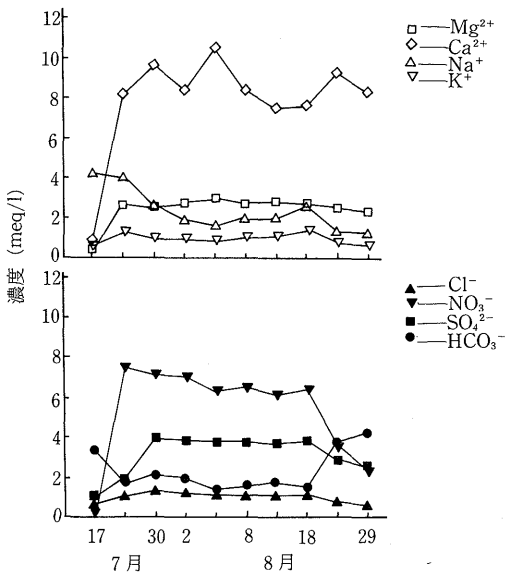 12
10
8
6
4
2
0
Mg²⁺
Ca²⁺
Na⁺
K⁺
濃度 (meq/l)
12
10
8
6
4
2
0
Cl⁻
NO₃⁻
SO₄²⁻
HCO₃⁻
17 30 2 8 18 29
7月 8月